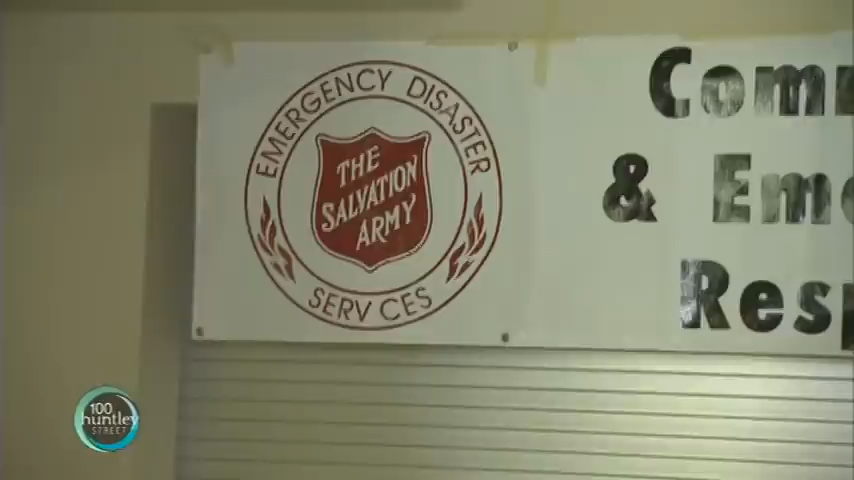 EMERGENCY DISASTER
THE
SALVATION
ARMY
SERV CES
Comm
& Eme
Resp
100
huntley
STREET